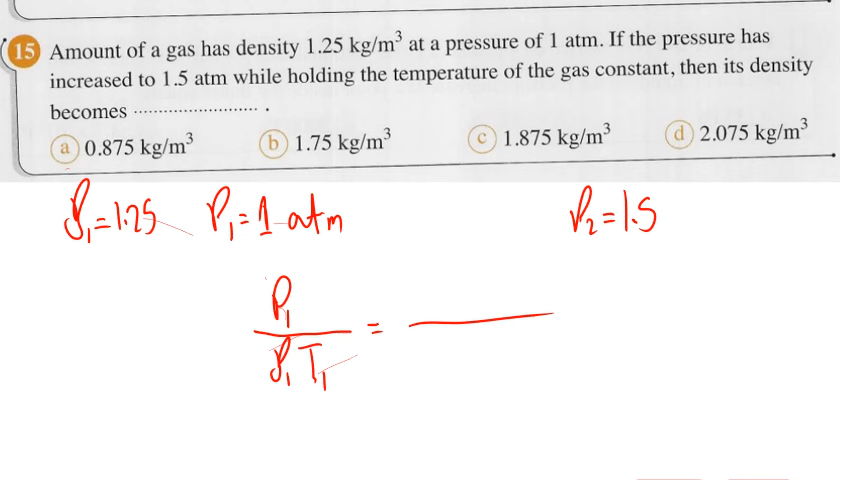 15 Amount of a gas has density 1.25 kg/m³ at a pressure of 1 atm. If the pressure has
increased to 1.5 atm while holding the temperature of the gas constant, then its density
becomes .......................... .
a 0.875 kg/m³ b 1.75 kg/m³ c 1.875 kg/m³ d 2.075 kg/m³
ρ₁=1.25 P₁=1 atm P₂=1.5
P₁
=
ρ₁ T₁